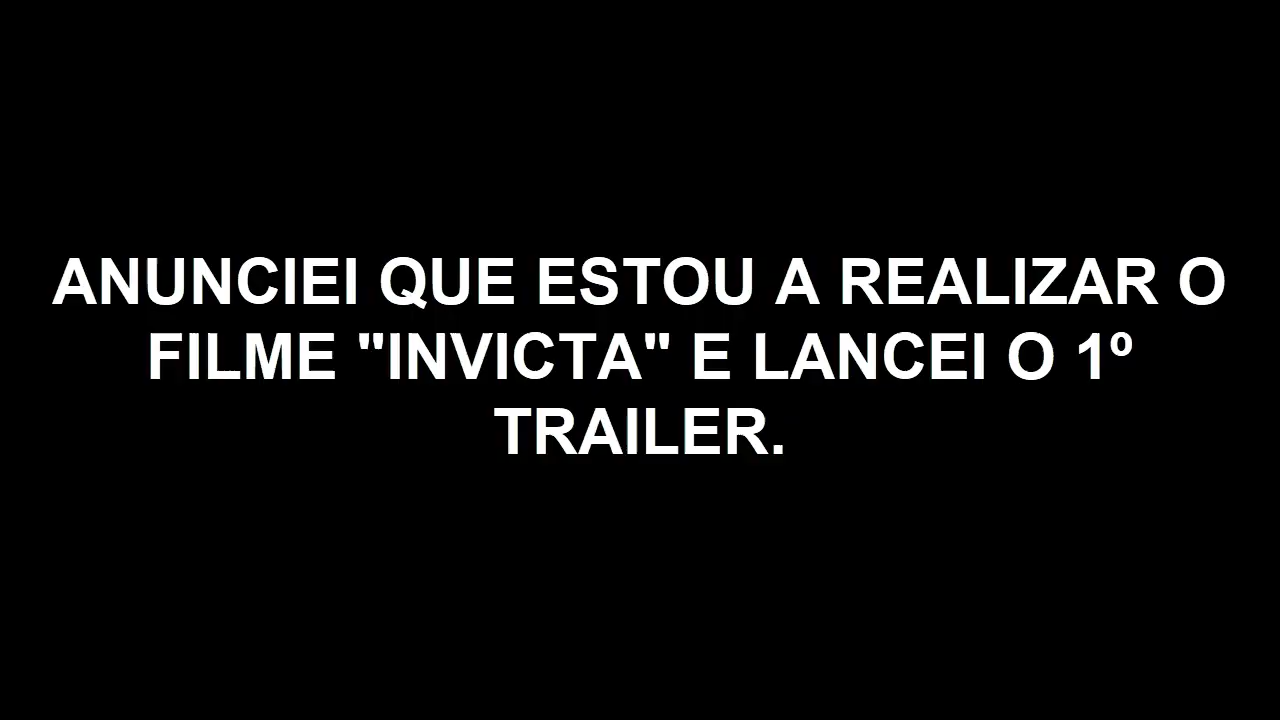 ANUNCIEI QUE ESTOU A REALIZAR O
FILME "INVICTA" E LANCEI O 1º
TRAILER.